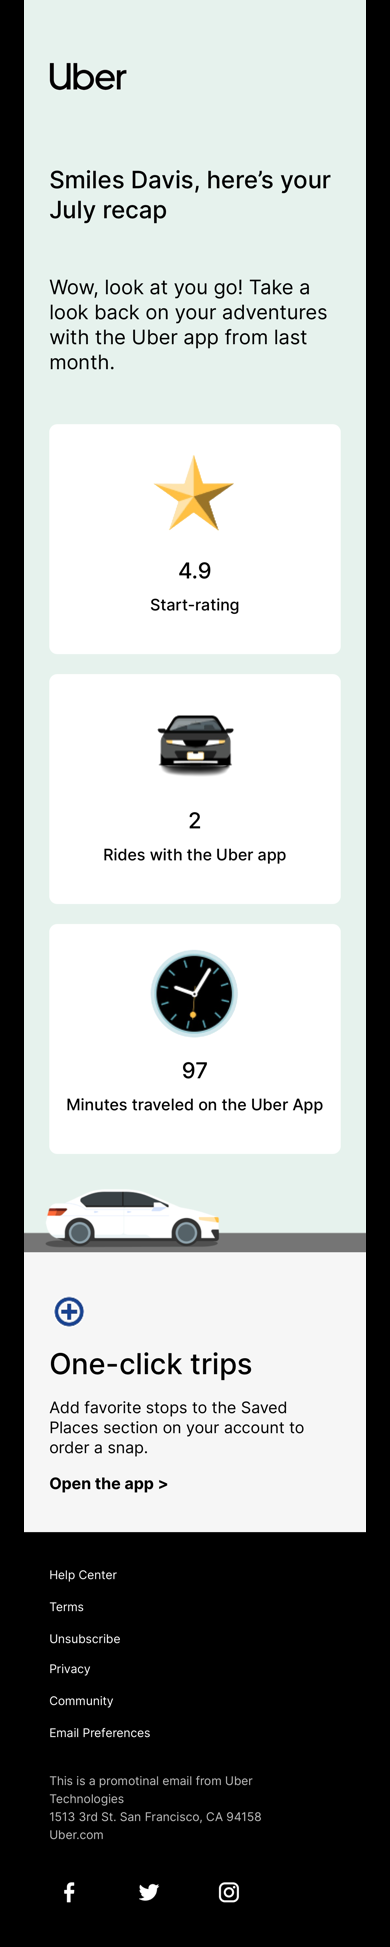 Uber
Smiles Davis, here’s your
July recap
Wow, look at you go! Take a
look back on your adventures
with the Uber app from last
month.
4.9
Start-rating
2
Rides with the Uber app
97
Minutes traveled on the Uber App
One-click trips
Add favorite stops to the Saved
Places section on your account to
order a snap.
Open the app >
Help Center
Terms
Unsubscribe
Privacy
Community
Email Preferences
This is a promotinal email from Uber
Technologies
1513 3rd St. San Francisco, CA 94158
Uber.com